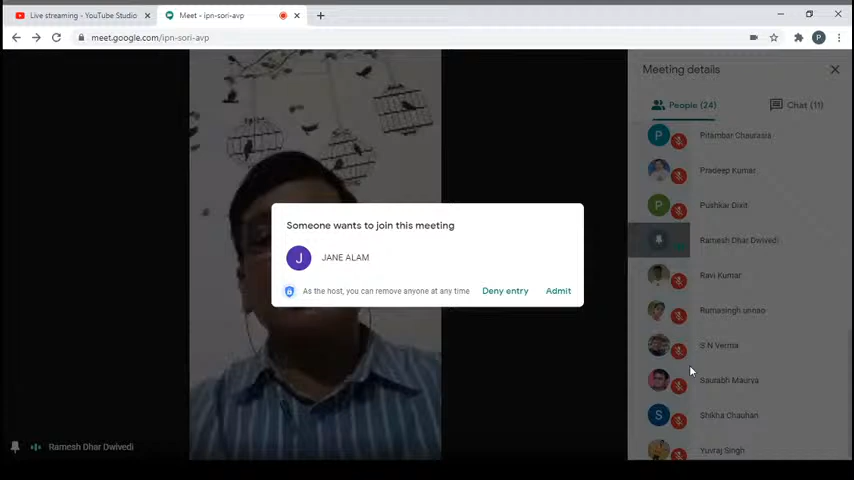 Live streaming - YouTube Studio
Meet - ipn-sori-avp
meet.google.com/ipn-sori-avp
P
Meeting details
People (24)
Chat (11)
P
Pitambar Chaurasia
Pradeep Kumar
P
Pushkar Dixit
Ramesh Dhar Dwivedi
Ravi Kumar
Rumasingh unnao
S.N Verma
Saurabh Maurya
S
Shikha Chauhan
Yuvraj Singh
Someone wants to join this meeting
J
JANE ALAM
As the host, you can remove anyone at any time
Deny entry
Admit
Ramesh Dhar Dwivedi